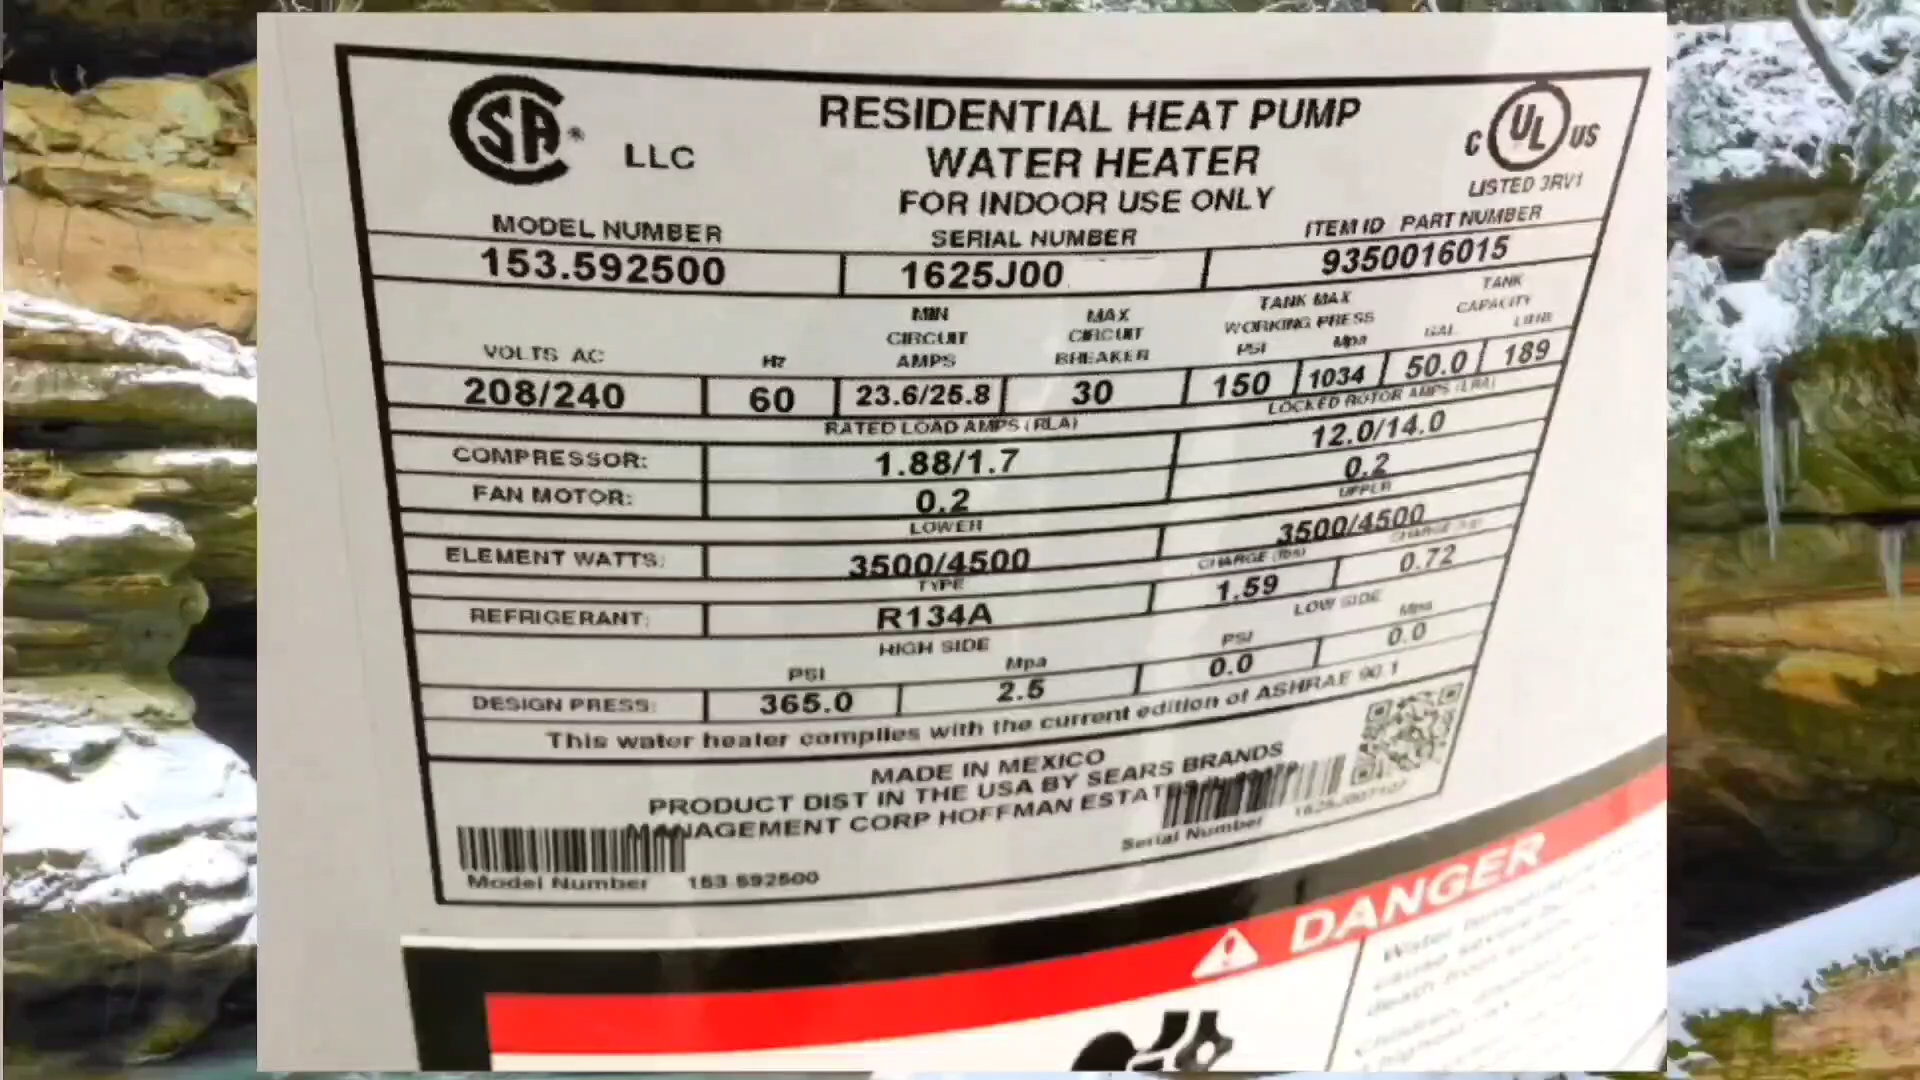 CSA® LLC
RESIDENTIAL HEAT PUMP
WATER HEATER
FOR INDOOR USE ONLY
C UL US
LISTED 3RV1
MODEL NUMBER SERIAL NUMBER ITEM ID PART NUMBER
153.592500 1625J00 9350016015
VOLTS AC Hz MIN CIRCUIT AMPS MAX CIRCUIT BREAKER TANK MAX WORKING PRESS PSI Mpa TANK CAPACITY GAL
208/240 60 23.6/25.8 30 150 1034 50.0 189
RATED LOAD AMPS (RLA) LOCKED ROTOR AMPS (LRA)
COMPRESSOR: 1.88/1.7 12.0/14.0
FAN MOTOR: 0.2 0.2
LOWER UPPER
ELEMENT WATTS: 3500/4500 3500/4500
TYPE CHARGE (lbs) CHARGE
REFRIGERANT: R134A 1.59 0.72
HIGH SIDE LOW SIDE
PSI Mpa PSI Mpa
DESIGN PRESS: 365.0 2.5 0.0 0.0
This water heater complies with the current edition of ASHRAE 90.1
MADE IN MEXICO
PRODUCT DIST IN THE USA BY SEARS BRANDS
MANAGEMENT CORP HOFFMAN ESTATES
Model Number 153.592500
Serial Number
DANGER